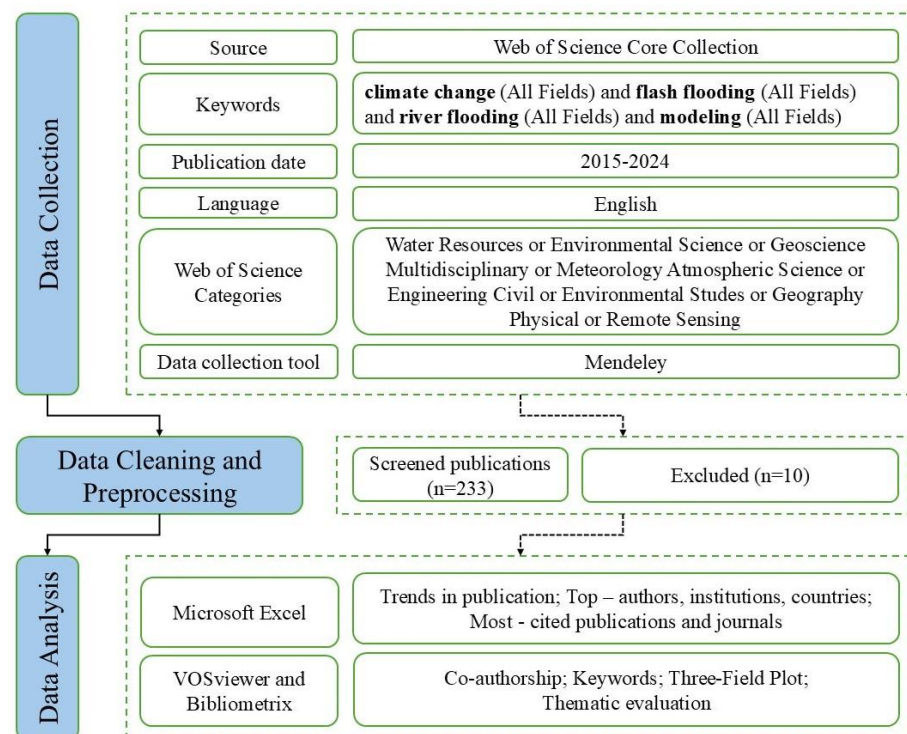 Data Collection
Source
Web of Science Core Collection
Keywords
climate change (All Fields) and flash flooding (All Fields)
and river flooding (All Fields) and modeling (All Fields)
Publication date
2015-2024
Language
English
Web of Science
Categories
Water Resources or Environmental Science or Geoscience
Multidisciplinary or Meteorology Atmospheric Science or
Engineering Civil or Environmental Studes or Geography
Physical or Remote Sensing
Data collection tool
Mendeley
Data Cleaning and
Preprocessing
Screened publications
(n=233)
Excluded (n=10)
Data Analysis
Microsoft Excel
Trends in publication; Top – authors, institutions, countries;
Most - cited publications and journals
VOSviewer and
Bibliometrix
Co-authorship; Keywords; Three-Field Plot;
Thematic evaluation